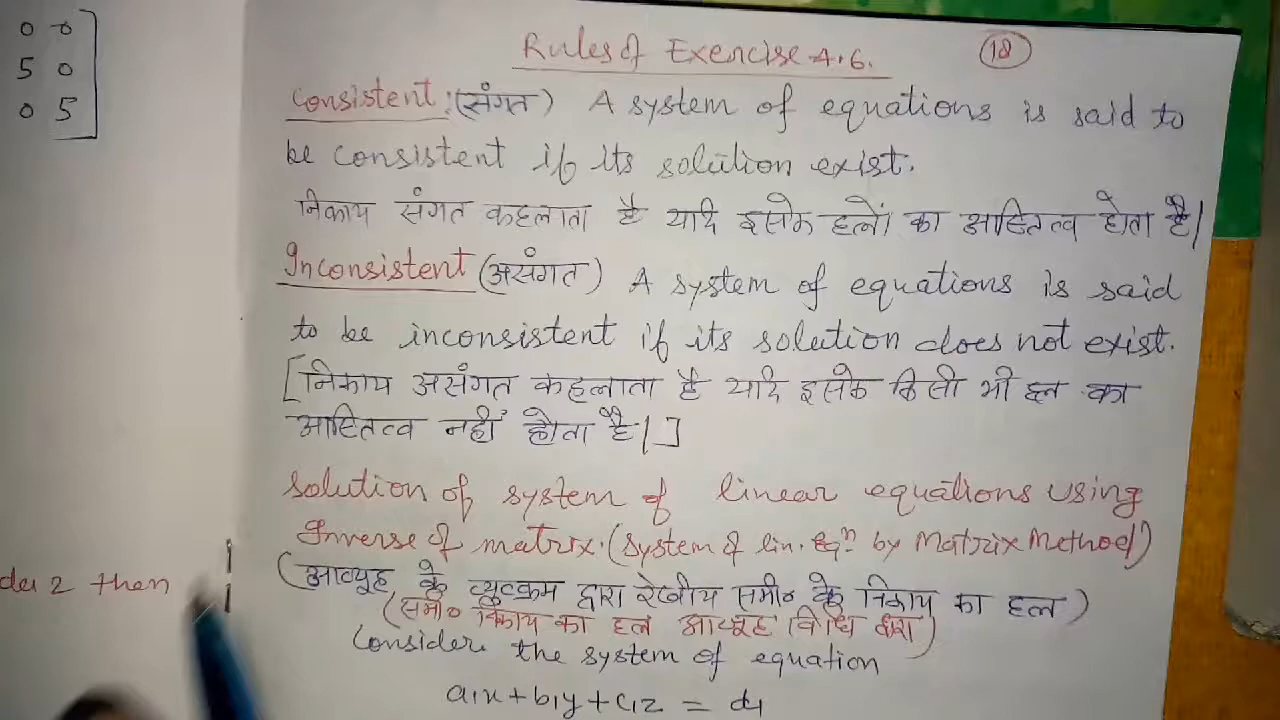 0 0
5 0
0 5
der 2 then
Rules of Exercise 4.6.
18
Consistent: (संगत) A system of equations is said to
be consistent if its solution exist.
निकाय संगत कहलाता है यदि इसके हलों का अस्तित्व होता है|
Inconsistent (असंगत) A system of equations is said
to be inconsistent if its solution does not exist.
[निकाय असंगत कहलाता है यदि इसके किसी भी हल का
अस्तित्व नहीं होता है|]
Solution of system of linear equations using
Inverse of matrix. (System of lin. Eqⁿ by Matrix Method)
(आव्यूह के व्युत्क्रम द्वारा रेखीय समी० के निकाय का हल)
(समी० निकाय का हल आव्यूह विधि द्वारा)
Consider the system of equation
a₁x + b₁y + c₁z = d₁